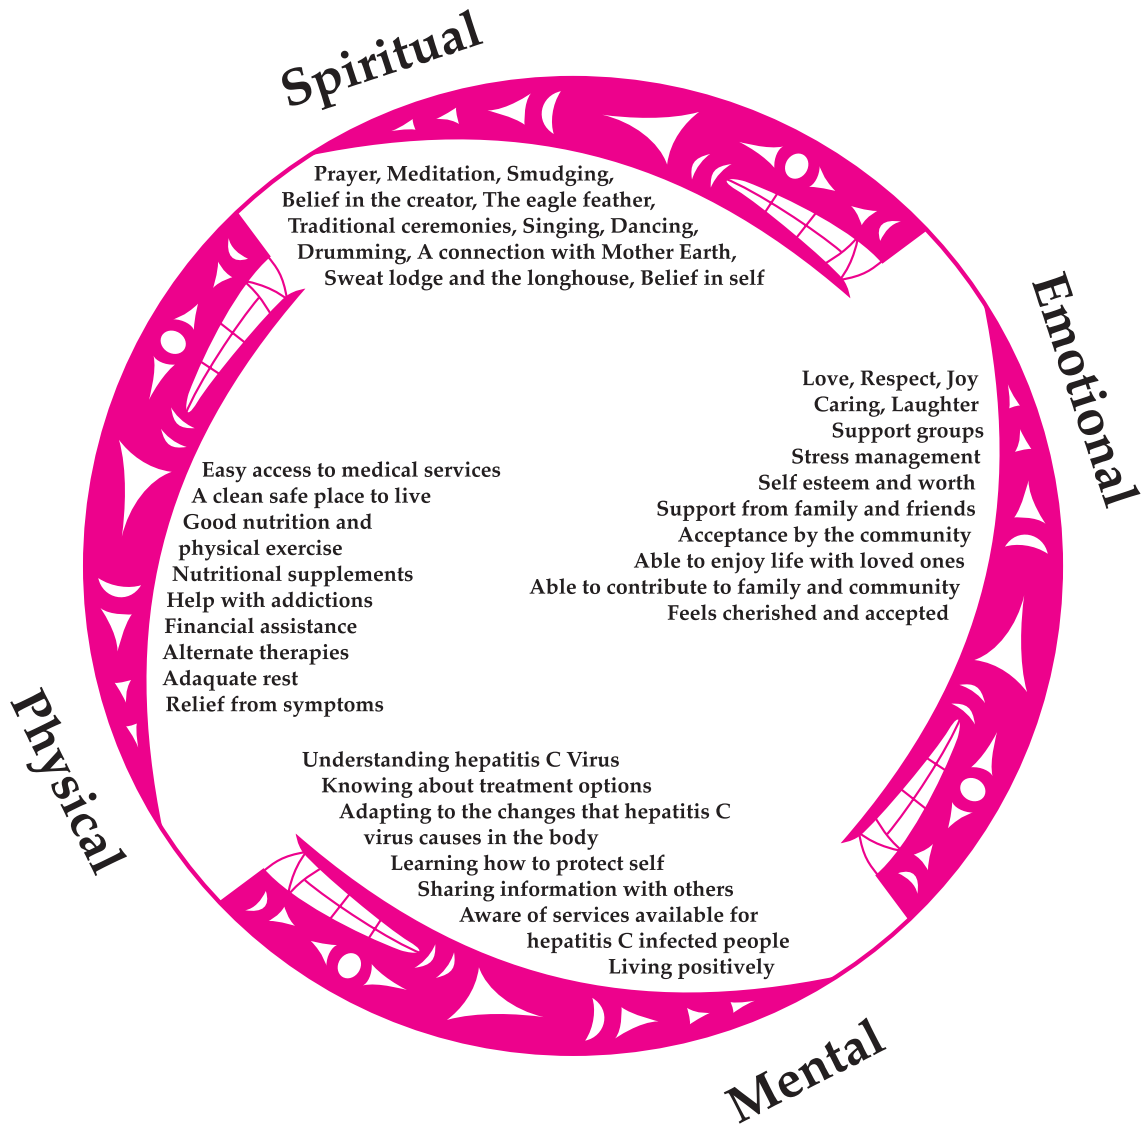 Spiritual
Prayer, Meditation, Smudging,
Belief in the creator, The eagle feather,
Traditional ceremonies, Singing, Dancing,
Drumming, A connection with Mother Earth,
Sweat lodge and the longhouse, Belief in self
Emotional
Love, Respect, Joy
Caring, Laughter
Support groups
Stress management
Self esteem and worth
Support from family and friends
Acceptance by the community
Able to enjoy life with loved ones
Able to contribute to family and community
Feels cherished and accepted
Physical
Easy access to medical services
A clean safe place to live
Good nutrition and
physical exercise
Nutritional supplements
Help with addictions
Financial assistance
Alternate therapies
Adaquate rest
Relief from symptoms
Understanding hepatitis C Virus
Knowing about treatment options
Adapting to the changes that hepatitis C
virus causes in the body
Learning how to protect self
Sharing information with others
Aware of services available for
hepatitis C infected people
Living positively
Mental